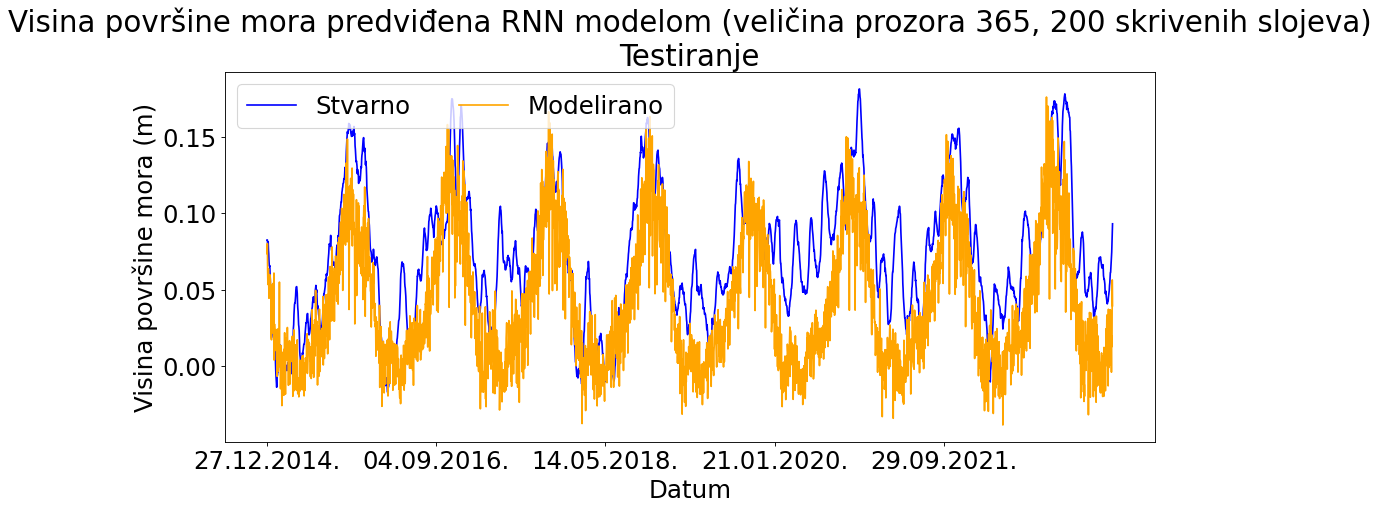 Visina površine mora predviđena RNN modelom (veličina prozora 365, 200 skrivenih slojeva)
Testiranje
Stvarno
Modelirano
Visina površine mora (m)
0.15
0.10
0.05
0.00
27.12.2014.
04.09.2016.
14.05.2018.
21.01.2020.
29.09.2021.
Datum